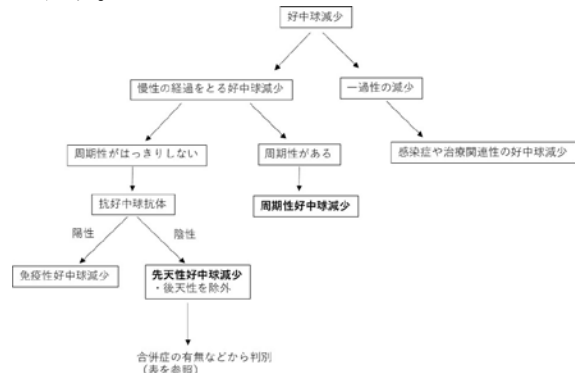 好中球減少
慢性の経過をとる好中球減少
一過性の減少
周期性がはっきりしない
周期性がある
感染症や治療関連性の好中球減少
抗好中球抗体
周期性好中球減少
陽性
陰性
免疫性好中球減少
先天性好中球減少
・後天性を除外
合併症の有無などから判別
（表を参照）